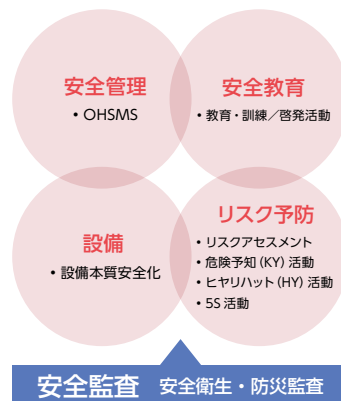 安全管理
・OHSMS
安全教育
・教育・訓練／啓発活動
設備
・設備本質安全化
リスク予防
・リスクアセスメント
・危険予知（KY）活動
・ヒヤリハット（HY）活動
・5S 活動
安全監査 安全衛生・防災監査